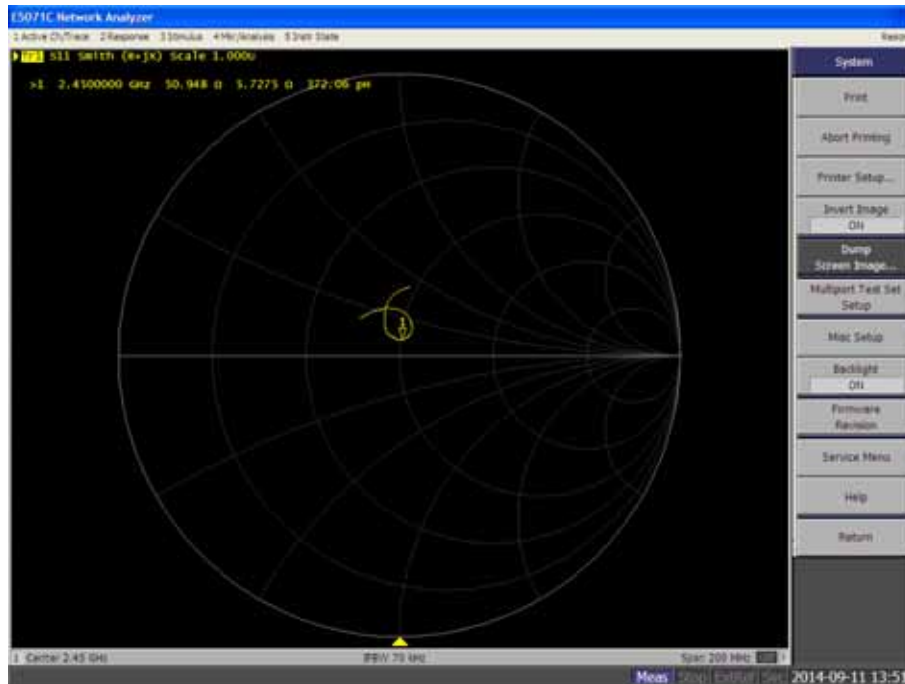 E5071C Network Analyzer
1 Active Ch/Trace 2 Response 3 Stimulus 4 Mkr/Analysis 5 Instr State
Tr1 S11 Smith (R+jX) Scale 1.000U
>1 2.4500000 GHz 50.948 Ω 5.7275 Ω 372.06 pH
1
System
Print
Abort Printing
Printer Setup...
Invert Image
ON
Dump
Screen Image...
Multiport Test Set
Setup
Misc Setup
Backlight
ON
Firmware
Revision
Service Menu
Help
Return
1 Center 2.45 GHz IFBW 70 kHz Span 200 MHz
Meas Stop ExtRef Svc 2014-09-11 13:51